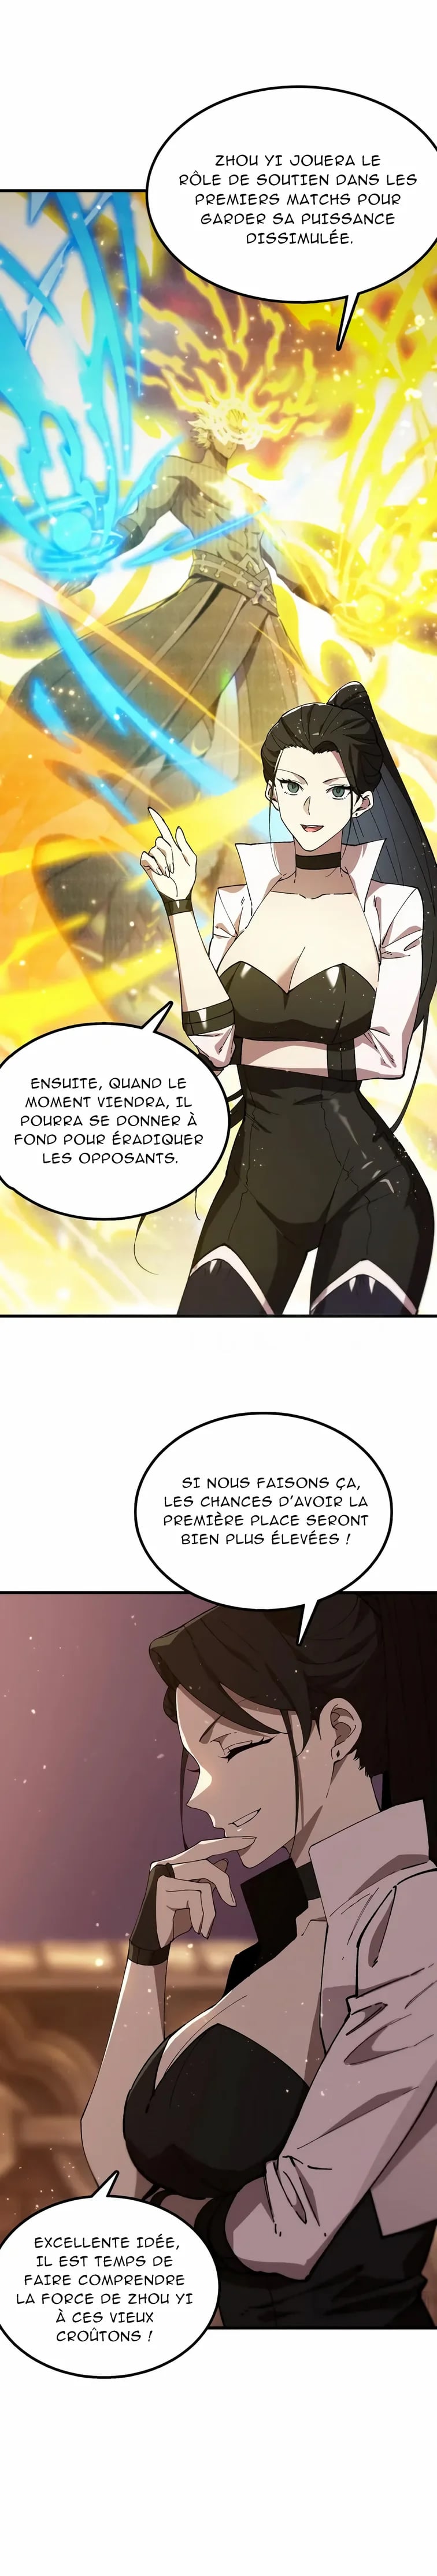 ZHOU YI JOUERA LE
RÔLE DE SOUTIEN DANS LES
PREMIERS MATCHS POUR
GARDER SA PUISSANCE
DISSIMULÉE.
ENSUITE, QUAND LE
MOMENT VIENDRA, IL
POURRA SE DONNER À
FOND POUR ÉRADIQUER
LES OPPOSANTS.
SI NOUS FAISONS ÇA,
LES CHANCES D'AVOIR LA
PREMIÈRE PLACE SERONT
BIEN PLUS ÉLEVÉES !
EXCELLENTE IDÉE,
IL EST TEMPS DE
FAIRE COMPRENDRE
LA FORCE DE ZHOU YI
À CES VIEUX
CROÛTONS !